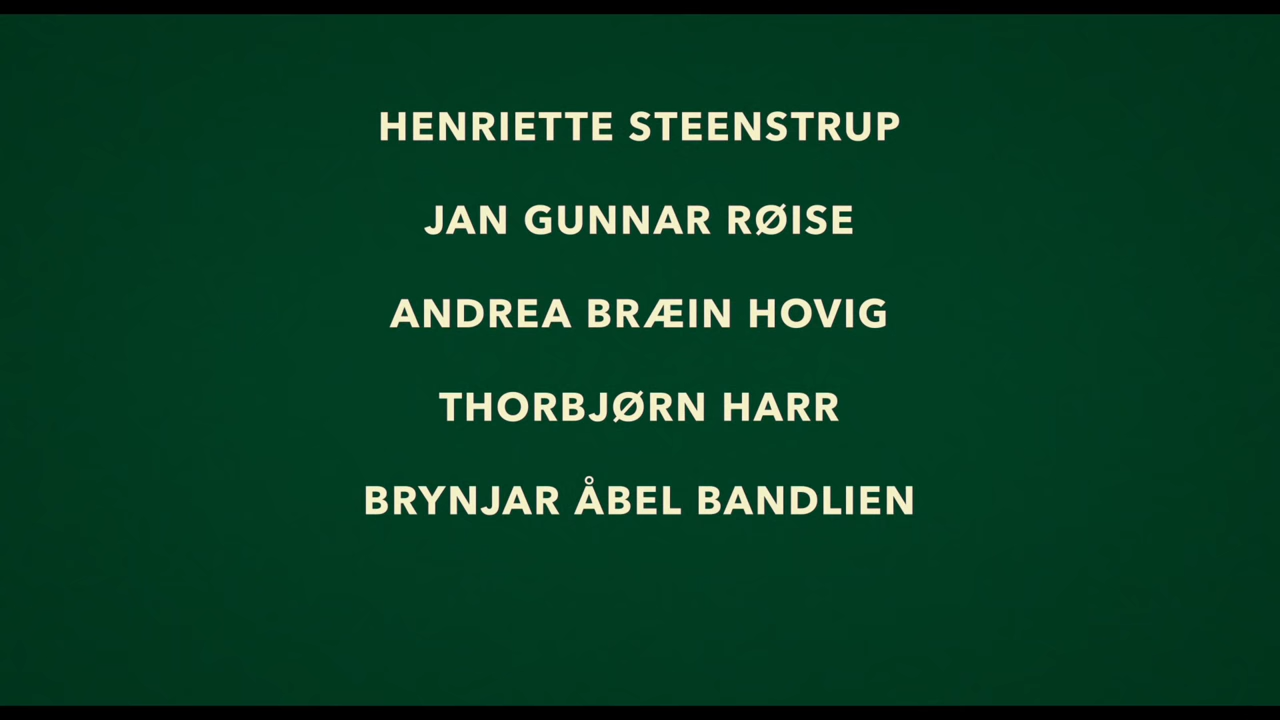 HENRIETTE STEENSTRUP
JAN GUNNAR RØISE
ANDREA BRÆIN HOVIG
THORBJØRN HARR
BRYNJAR ÅBEL BANDLIEN